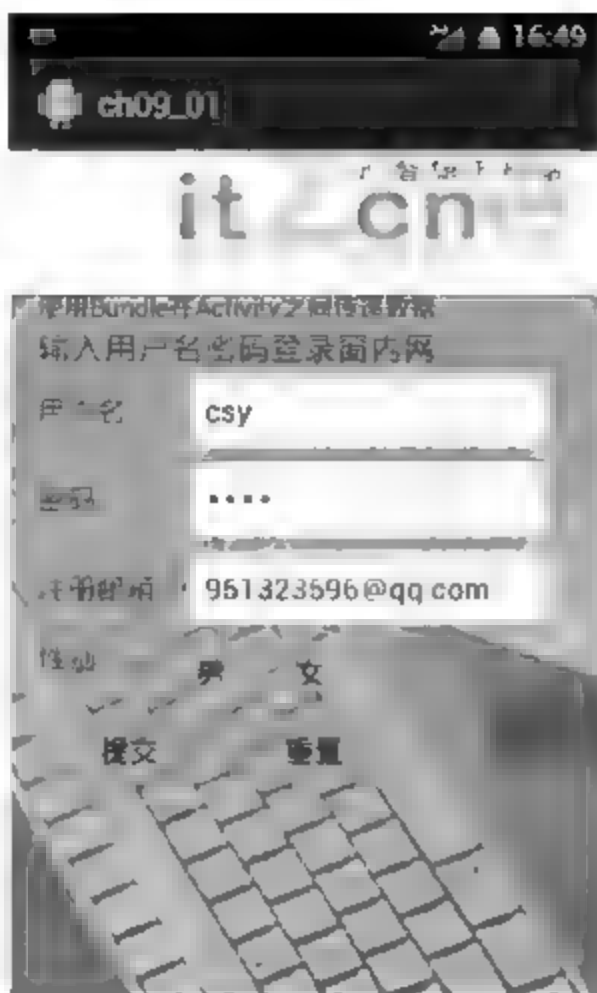 16:49
ch09_01
it cn
使用Bundle在Activity之间传递数据
输入用户名密码登录窗内网
用户名 csy
密码 ••••
注册邮箱 951323596@qq.com
性别 男 女
提交 重置